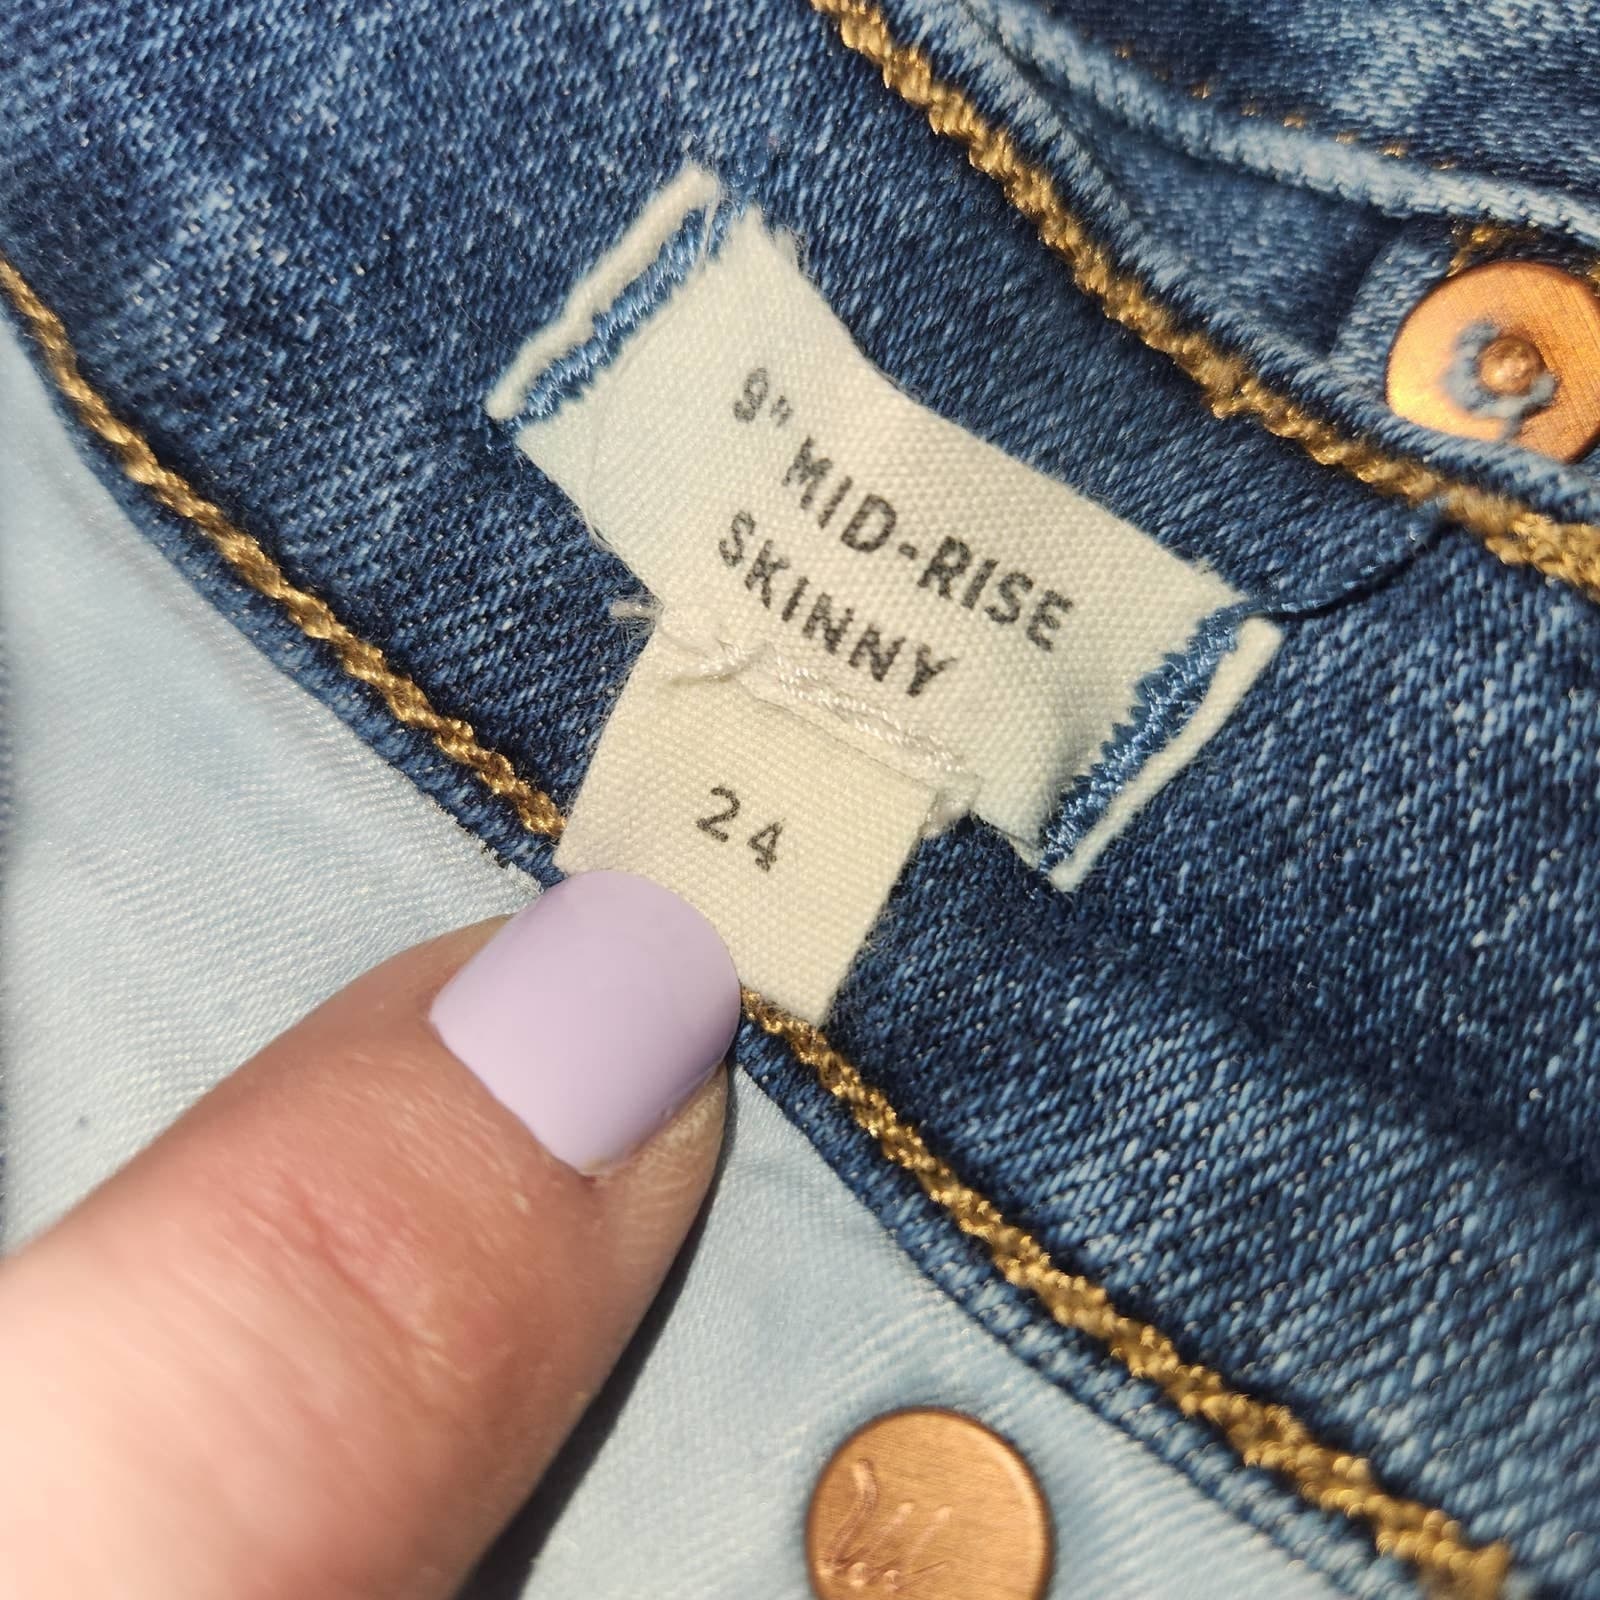 9" MID-RISE
SKINNY
24